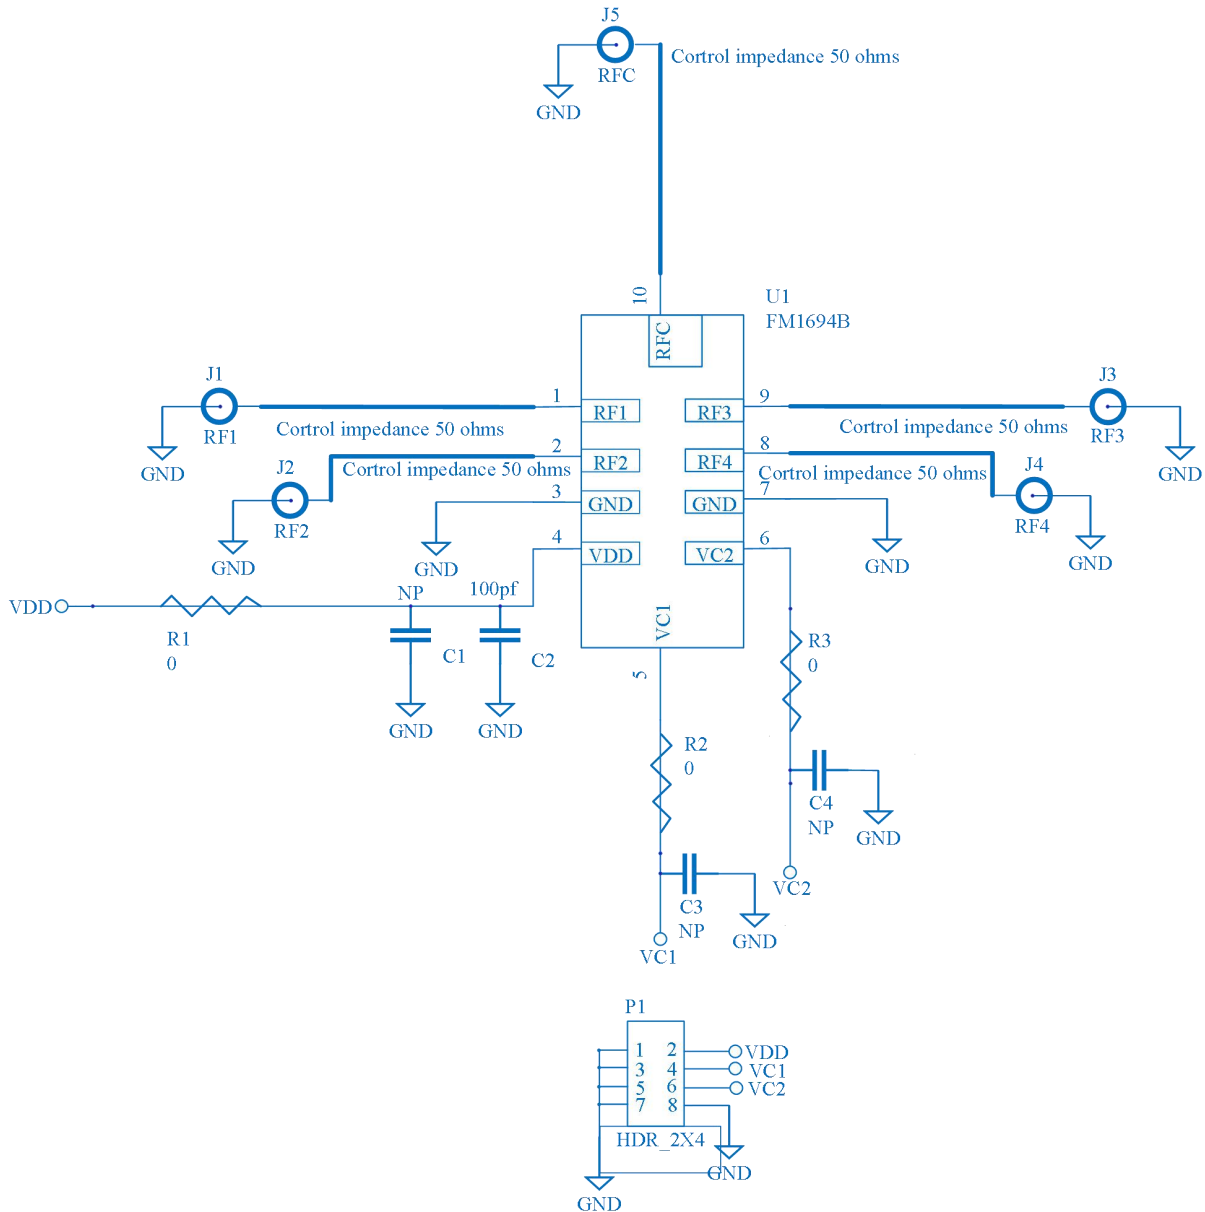 J5
Cortrol impedance 50 ohms
RFC
GND
10
U1
FM1694B
RFC
J1
1
9
J3
RF1
RF3
RF1
Cortrol impedance 50 ohms
Cortrol impedance 50 ohms
RF3
GND
2
8
GND
J2
Cortrol impedance 50 ohms
RF2
RF4
Cortrol impedance 50 ohms
J4
3
7
RF2
GND
GND
RF4
GND
4
6
GND
GND
VDD
VC2
GND
NP
100pf
VDD
VC1
R1
0
C1
C2
R3
0
5
GND
GND
R2
0
C4
NP
GND
VC2
C3
NP
GND
VC1
P1
1 2 VDD
3 4 VC1
5 6 VC2
7 8
HDR_2X4
GND
GND